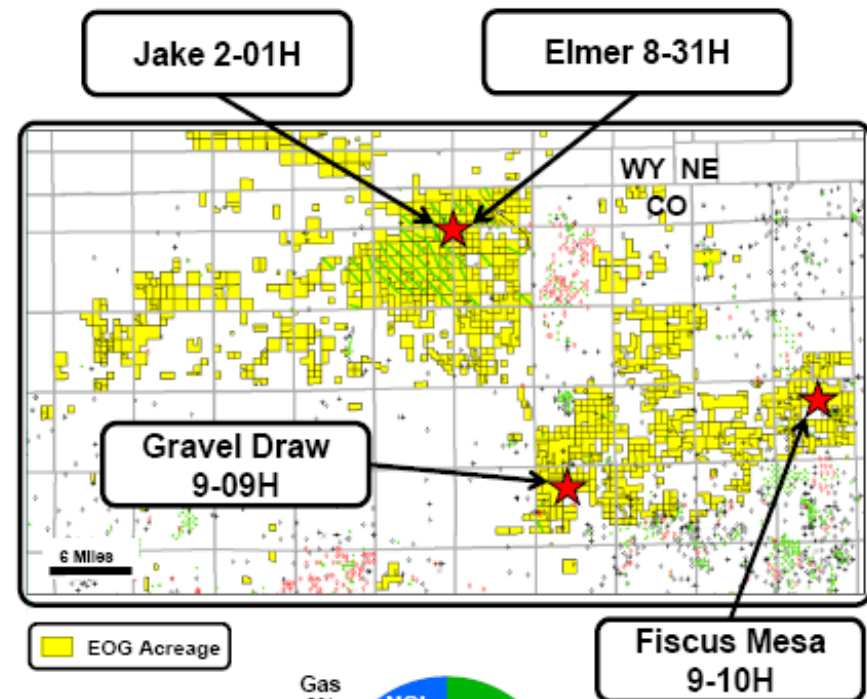 Jake 2-01H
Elmer 8-31H
WY NE
CO
Gravel Draw
9-09H
6 Miles
EOG Acreage
Fiscus Mesa
9-10H
Gas